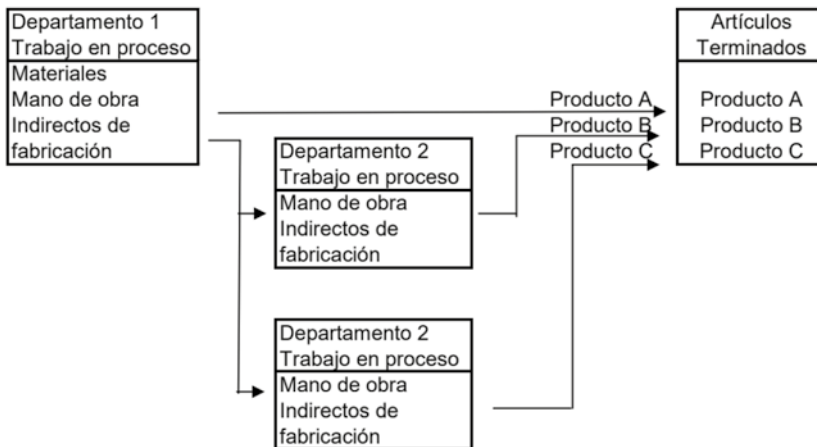 Departamento 1
Trabajo en proceso
Materiales
Mano de obra
Indirectos de
fabricación
Producto A
Producto B
Producto C
Artículos
Terminados
Producto A
Producto B
Producto C
Departamento 2
Trabajo en proceso
Mano de obra
Indirectos de
fabricación
Departamento 2
Trabajo en proceso
Mano de obra
Indirectos de
fabricación